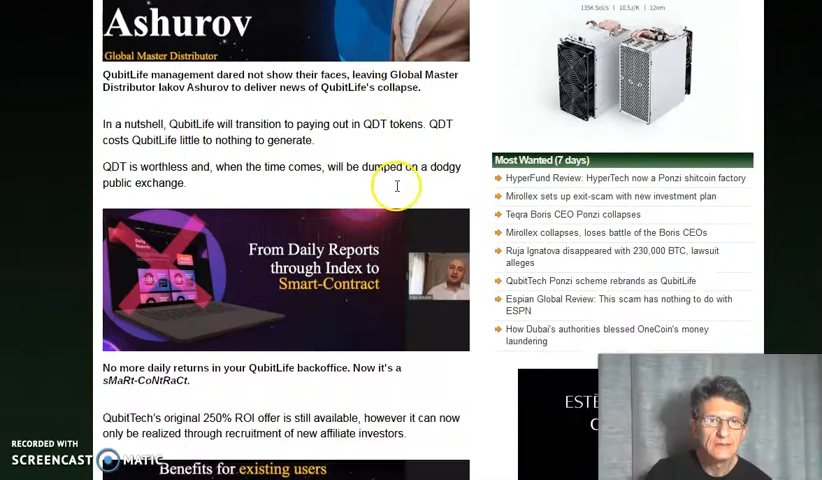 Ashurov
Global Master Distributor
QubitLife management dared not show their faces, leaving Global Master
Distributor Iakov Ashurov to deliver news of QubitLife's collapse.
In a nutshell, QubitLife will transition to paying out in QDT tokens. QDT
costs QubitLife little to nothing to generate.
QDT is worthless and, when the time comes, will be dumped on a dodgy
public exchange.
From Daily Reports
through Index to
Smart-Contract
No more daily returns in your QubitLife backoffice. Now it's a
sMaRt-CoNtRaCt.
QubitTech's original 250% ROI offer is still available, however it can now
only be realized through recruitment of new affiliate investors.
Benefits for existing users
135K Sol/s | 10,5J/K | 12nm
Most Wanted (7 days)
HyperFund Review: HyperTech now a Ponzi shitcoin factory
Mirollex sets up exit-scam with new investment plan
Teqra Boris CEO Ponzi collapses
Mirollex collapses, loses battle of the Boris CEOs
Ruja Ignatova disappeared with 230,000 BTC, lawsuit
alleges
QubitTech Ponzi scheme rebrands as QubitLife
Espian Global Review: This scam has nothing to do with
ESPN
How Dubai's authorities blessed OneCoin's money
laundering
RECORDED WITH
SCREENCAST MATIC